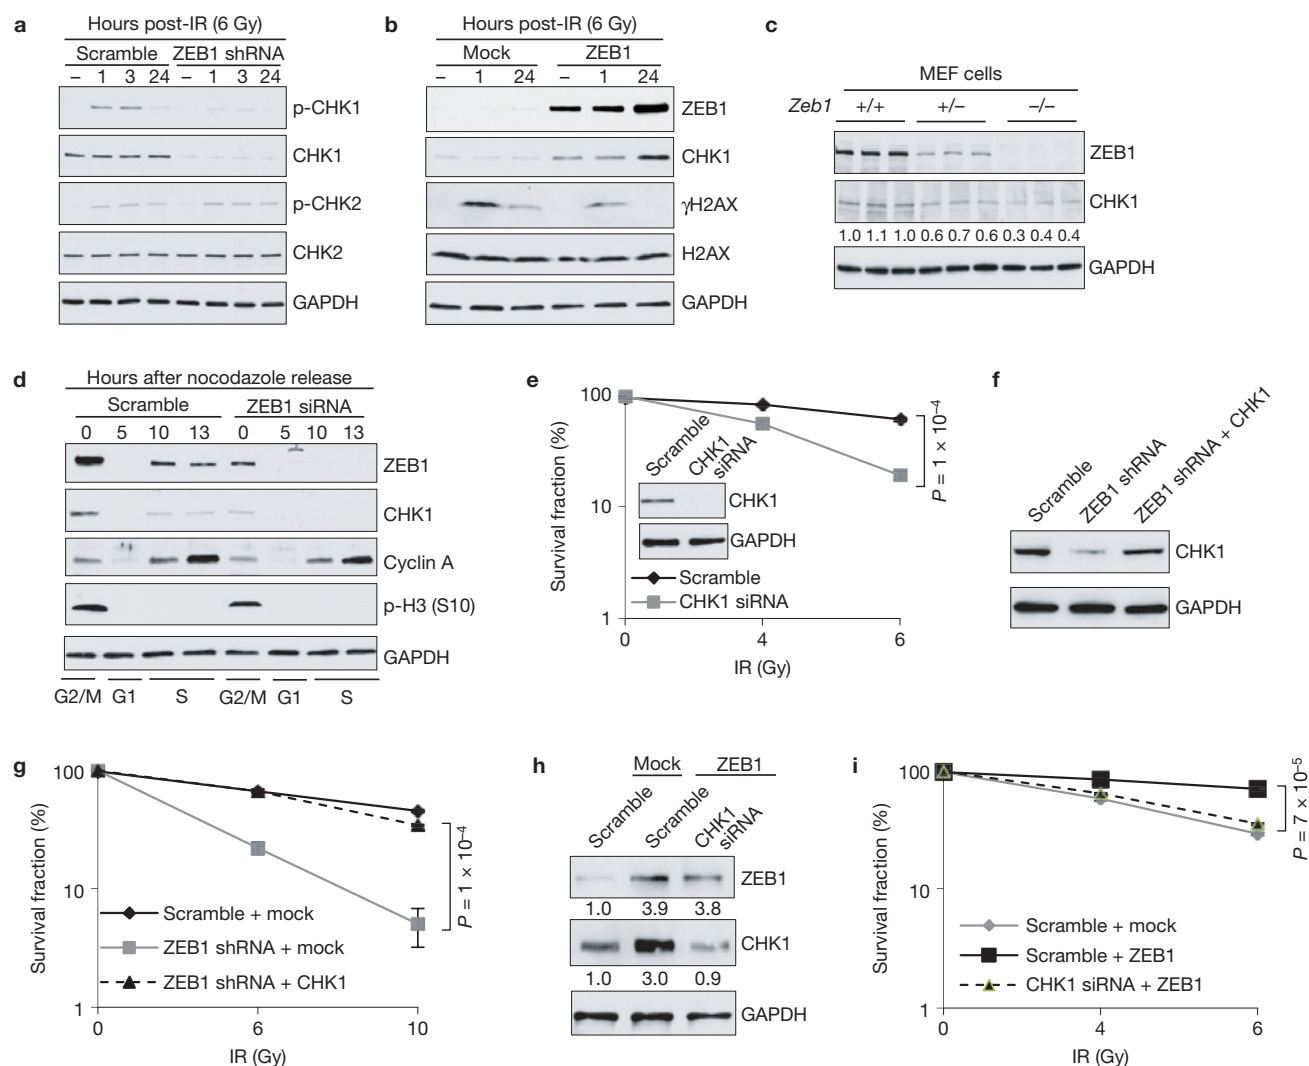 a
Hours post-IR (6 Gy)
Scramble ZEB1 shRNA
– 1 3 24 – 1 3 24
p-CHK1
CHK1
p-CHK2
CHK2
GAPDH
b
Hours post-IR (6 Gy)
Mock ZEB1
– 1 24 – 1 24
ZEB1
CHK1
γH2AX
H2AX
GAPDH
c
MEF cells
Zeb1 +/+ +/– –/–
ZEB1
CHK1
1.0 1.1 1.0 0.6 0.7 0.6 0.3 0.4 0.4
GAPDH
d
Hours after nocodazole release
Scramble ZEB1 siRNA
0 5 10 13 0 5 10 13
ZEB1
CHK1
Cyclin A
p-H3 (S10)
GAPDH
G2/M G1 S G2/M G1 S
e
Survival fraction (%)
100
10
1
0 4 6
IR (Gy)
Scramble
CHK1
siRNA
CHK1
GAPDH
Scramble
CHK1 siRNA
P = 1 × 10–4
f
Scramble
ZEB1 shRNA
ZEB1 shRNA + CHK1
CHK1
GAPDH
g
Survival fraction (%)
100
10
1
0 6 10
IR (Gy)
Scramble + mock
ZEB1 shRNA + mock
ZEB1 shRNA + CHK1
P = 1 × 10–4
h
Mock ZEB1
Scramble
Scramble
CHK1
siRNA
ZEB1
1.0 3.9 3.8
CHK1
1.0 3.0 0.9
GAPDH
i
Survival fraction (%)
100
10
1
0 4 6
IR (Gy)
Scramble + mock
Scramble + ZEB1
CHK1 siRNA + ZEB1
P = 7 × 10–5